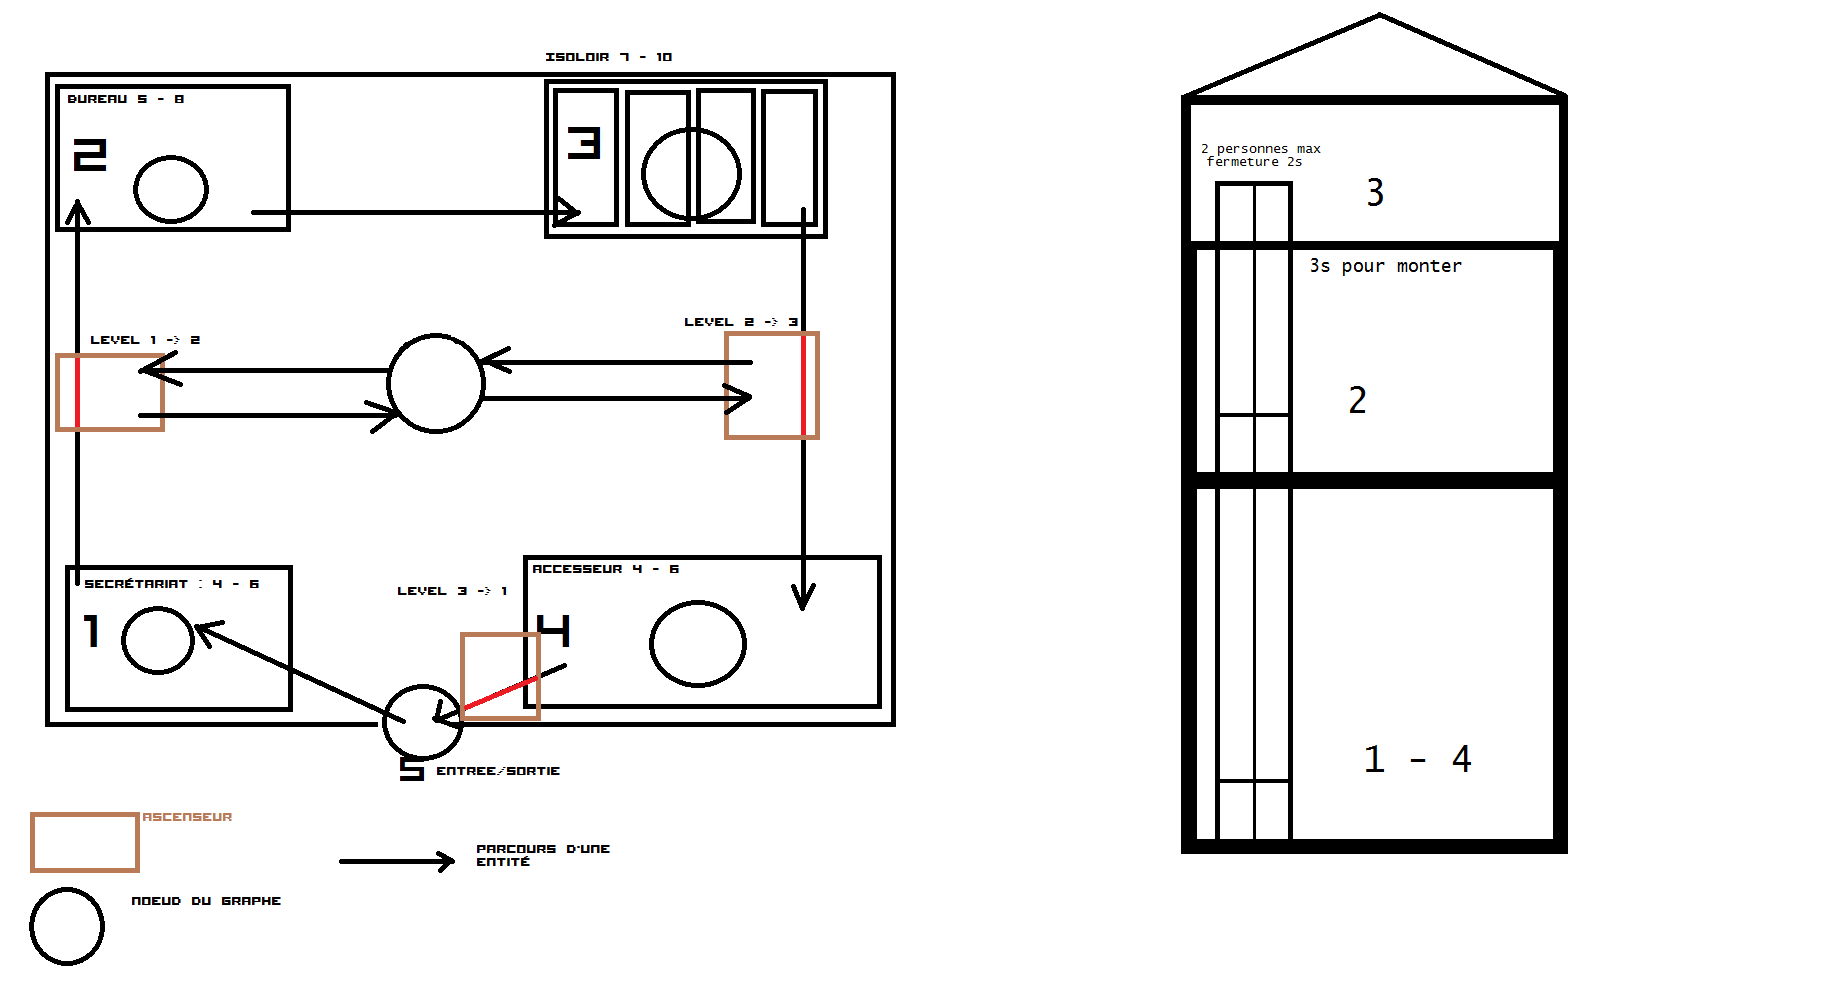 ISOLOIR 7 - 10
BUREAU 5 - 8
2
3
LEVEL 1 -> 2
LEVEL 2 -> 3
SECRÉTARIAT : 4 - 6
1
LEVEL 3 -> 1
ACCESSEUR 4 - 6
4
5 ENTREE/SORTIE
ASCENSEUR
PARCOURS D'UNE
ENTITÉ
NOEUD DU GRAPHE
2 personnes max
fermeture 2s
3
3s pour monter
2
1 - 4